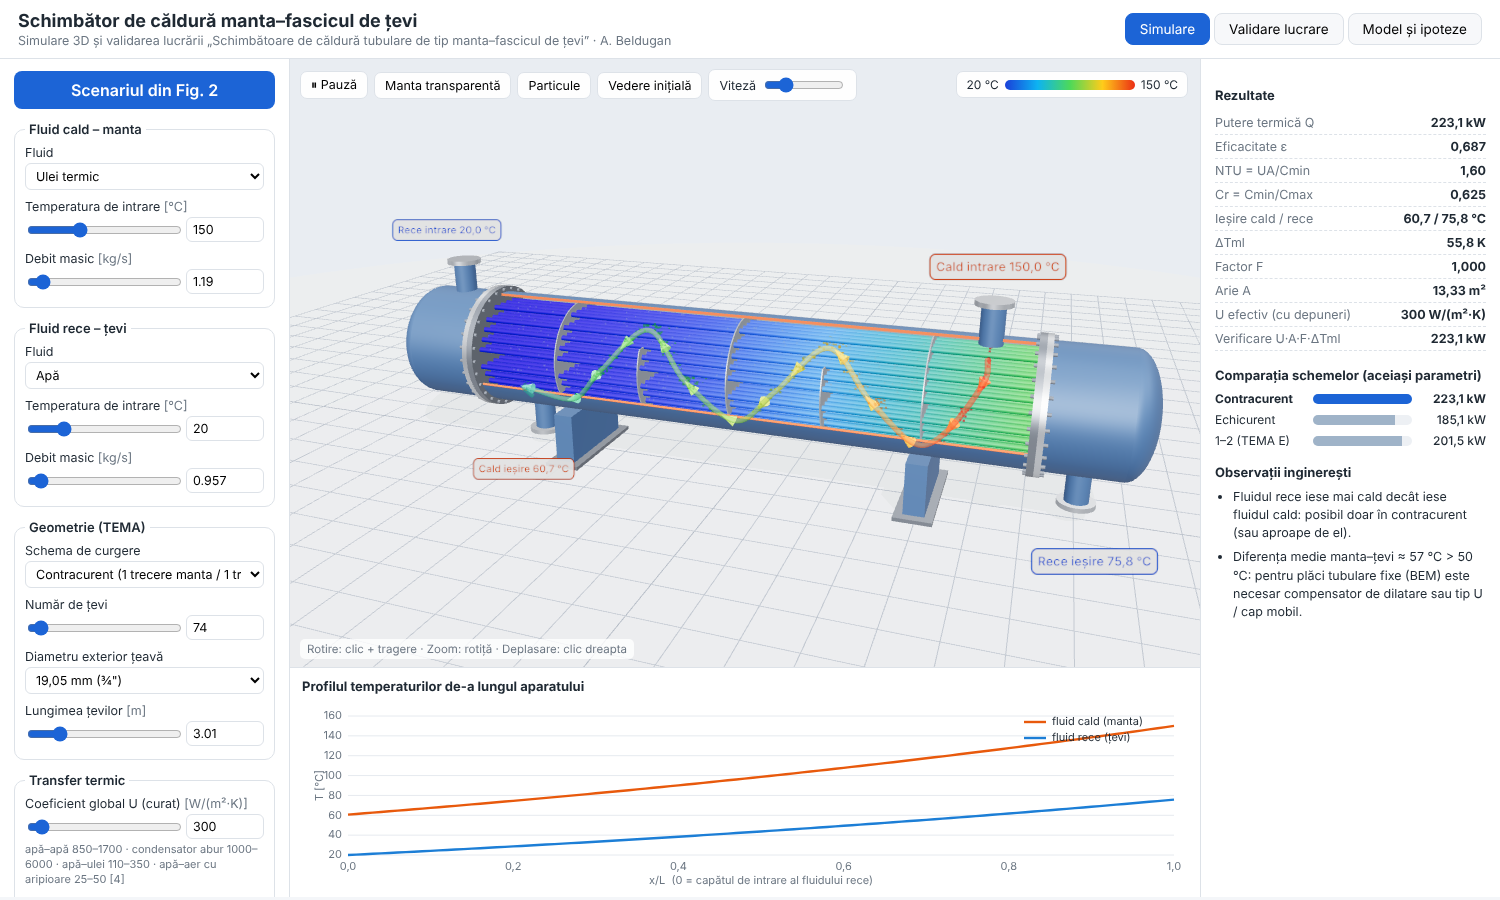 Schimbător de căldură manta–fascicul de țevi
Simulare 3D și validarea lucrării „Schimbătoare de căldură tubulare de tip manta–fascicul de țevi” · A. Beldugan
Simulare
Validare lucrare
Model și ipoteze
Scenariul din Fig. 2
Fluid cald – manta
Fluid
Ulei termic
Temperatura de intrare [°C]
150
Debit masic [kg/s]
1.19
Fluid rece – țevi
Fluid
Apă
Temperatura de intrare [°C]
20
Debit masic [kg/s]
0.957
Geometrie (TEMA)
Schema de curgere
Contracurent (1 trecere manta / 1 tr
Număr de țevi
74
Diametru exterior țeavă
19,05 mm (¾")
Lungimea țevilor [m]
3.01
Transfer termic
Coeficient global U (curat) [W/(m²·K)]
300
apă–apă 850–1700 · condensator abur 1000–
6000 · apă–ulei 110–350 · apă–aer cu
aripioare 25–50 [4]
Pauză
Manta transparentă
Particule
Vedere inițială
Viteză
20 °C
150 °C
Rece intrare 20,0 °C
Cald intrare 150,0 °C
Cald ieșire 60,7 °C
Rece ieșire 75,8 °C
Rotire: clic + tragere · Zoom: rotiță · Deplasare: clic dreapta
Profilul temperaturilor de-a lungul aparatului
fluid cald (manta)
fluid rece (țevi)
T [°C]
160
140
120
100
80
60
40
20
0,0
0,2
0,4
0,6
0,8
1,0
x/L (0 = capătul de intrare al fluidului rece)
Rezultate
Putere termică Q 223,1 kW
Eficacitate ε 0,687
NTU = UA/Cmin 1,60
Cr = Cmin/Cmax 0,625
Ieșire cald / rece 60,7 / 75,8 °C
ΔTml 55,8 K
Factor F 1,000
Arie A 13,33 m²
U efectiv (cu depuneri) 300 W/(m²·K)
Verificare U·A·F·ΔTml 223,1 kW
Comparația schemelor (aceiași parametri)
Contracurent 223,1 kW
Echicurent 185,1 kW
1–2 (TEMA E) 201,5 kW
Observații inginerești
• Fluidul rece iese mai cald decât iese
fluidul cald: posibil doar în contracurent
(sau aproape de el).
• Diferența medie manta–țevi ≈ 57 °C > 50
°C: pentru plăci tubulare fixe (BEM) este
necesar compensator de dilatare sau tip U
/ cap mobil.